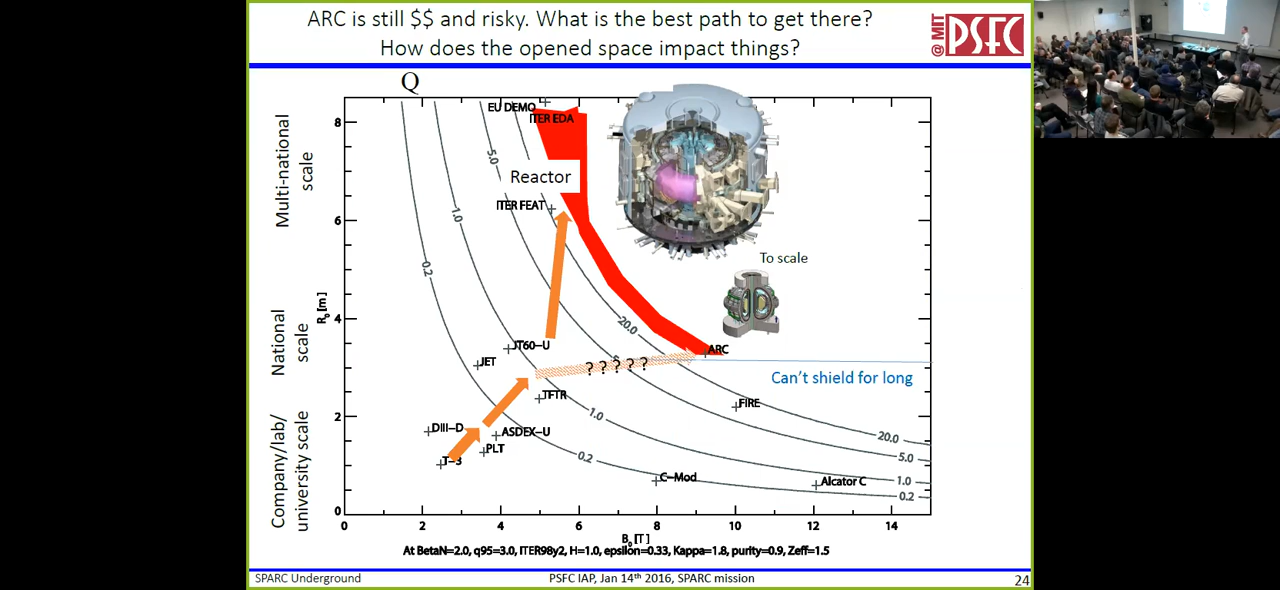 ARC is still $$ and risky. What is the best path to get there?
How does the opened space impact things?
@ MIT
PSFC
Q
Multi-national
scale
National
scale
Company/lab/
university scale
R₀ [m]
8
6
4
2
0
EU DEMO
ITER EDA
5.0
Reactor
ITER FEAT
1.0
0.2
To scale
20.0
JT60-U
ARC
JET
? ? ? ? ?
Can't shield for long
TFTR
FIRE
1.0
DIII-D
ASDEX-U
20.0
PLT
5.0
T-3
0.2
C-Mod
Alcator C
1.0
0.2
0 2 4 6 8 10 12 14
B₀ [T]
At BetaN=2.0, q95=3.0, ITER98y2, H=1.0, epsilon=0.33, Kappa=1.8, purity=0.9, Zeff=1.5
SPARC Underground
PSFC IAP, Jan 14th 2016, SPARC mission
24